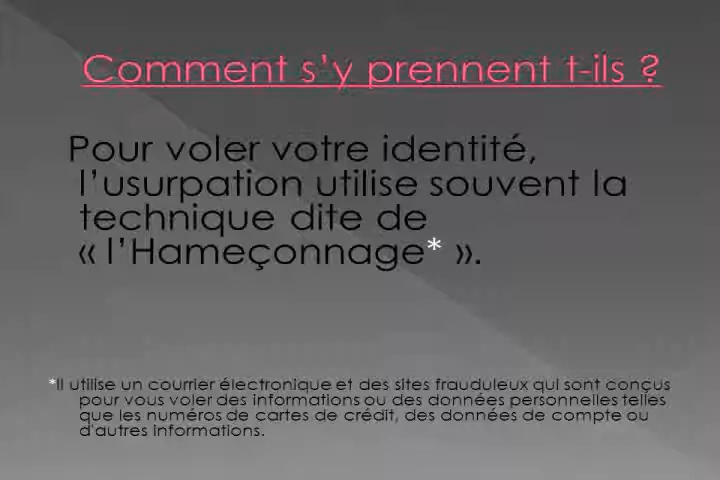 Comment s'y prennent t-ils ?
Pour voler votre identité,
l'usurpation utilise souvent la
technique dite de
« l'Hameçonnage* ».
*Il utilise un courrier électronique et des sites frauduleux qui sont conçus
pour vous voler des informations ou des données personnelles telles
que les numéros de cartes de crédit, des données de compte ou
d'autres informations.